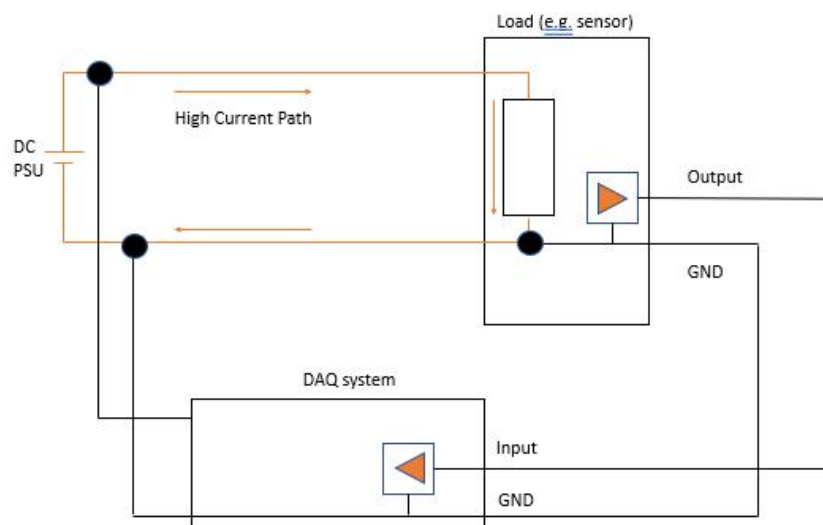 Load (e.g. sensor)
High Current Path
DC
PSU
Output
GND
DAQ system
Input
GND